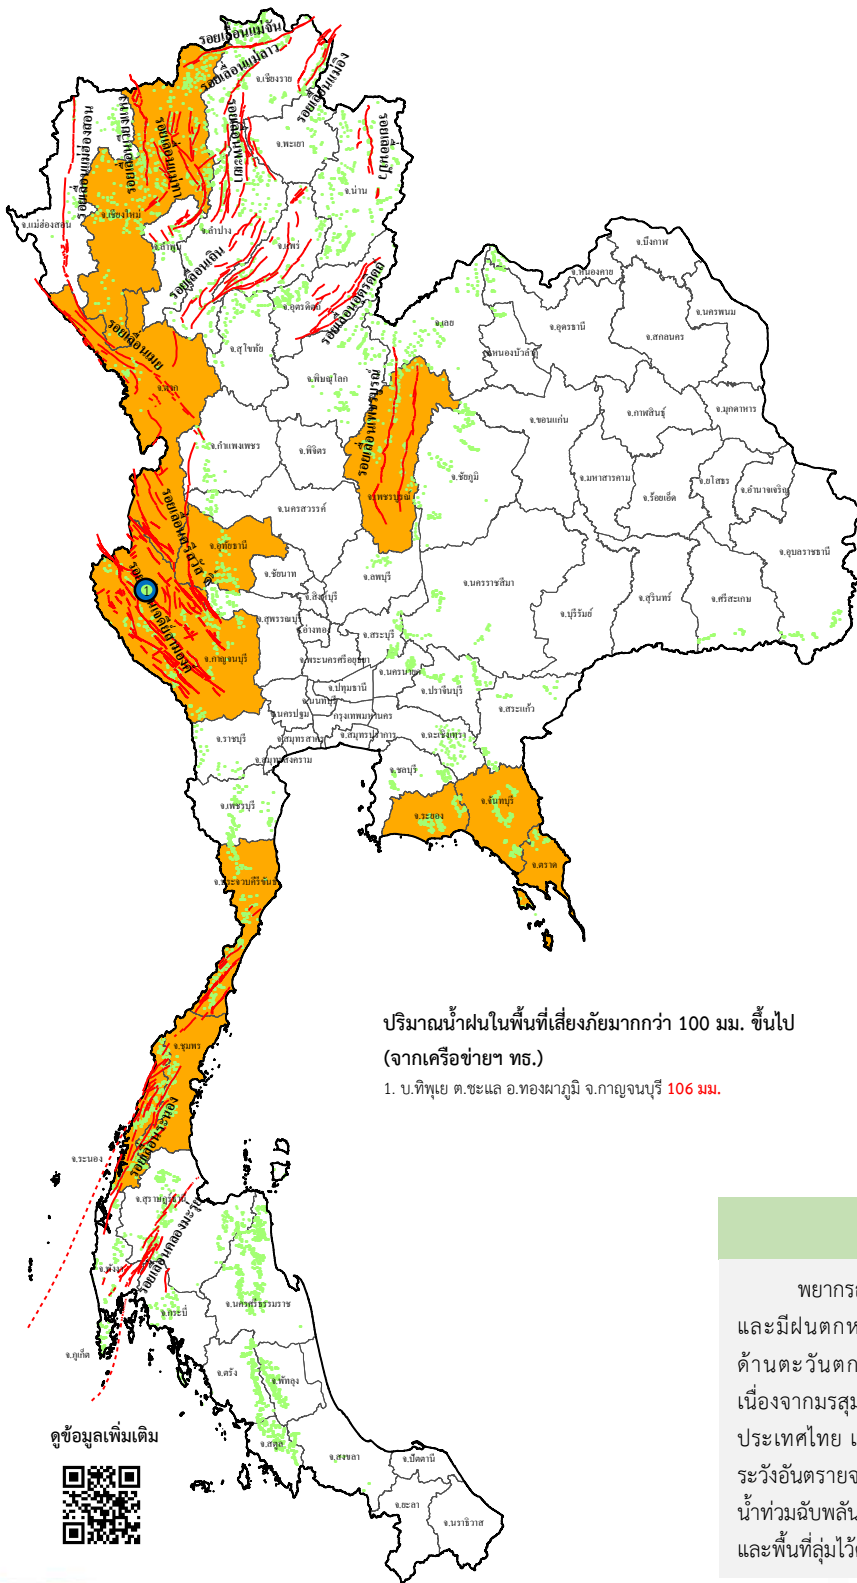 รอยเลื่อนแม่จัน
รอยเลื่อนแม่ลาว
จ.เชียงราย
รอยเลื่อนแม่อิง
รอยเลื่อนแม่ฮ่องสอน
รอยเลื่อนแม่ทา
รอยเลื่อนพะเยา
จ.พะเยา
รอยเลื่อนปัว
จ.น่าน
จ.แม่ฮ่องสอน
จ.เชียงใหม่
จ.ลำพูน
จ.ลำปาง
จ.แพร่
รอยเลื่อนเถิน
จ.อุตรดิตถ์
รอยเลื่อนอุตรดิตถ์
จ.บึงกาฬ
จ.หนองคาย
จ.เลย
จ.อุดรธานี
จ.นครพนม
จ.สกลนคร
จ.หนองบัวลำภู
รอยเลื่อนเมย
จ.ตาก
จ.สุโขทัย
จ.พิษณุโลก
รอยเลื่อนเพชรบูรณ์
จ.ขอนแก่น
จ.กาฬสินธุ์
จ.มุกดาหาร
จ.กำแพงเพชร
จ.พิจิตร
จ.เพชรบูรณ์
จ.ชัยภูมิ
จ.มหาสารคาม
จ.ร้อยเอ็ด
จ.ยโสธร
จ.อำนาจเจริญ
จ.นครสวรรค์
จ.อุทัยธานี
จ.ชัยนาท
จ.ลพบุรี
จ.นครราชสีมา
จ.บุรีรัมย์
จ.สุรินทร์
จ.ศรีสะเกษ
จ.อุบลราชธานี
1
จ.สิงห์บุรี
จ.สุพรรณบุรี
จ.อ่างทอง
จ.สระบุรี
จ.กาญจนบุรี
จ.พระนครศรีอยุธยา
จ.นครนายก
จ.ปราจีนบุรี
จ.ปทุมธานี
จ.นนทบุรี
จ.นครปฐม
กรุงเทพมหานคร
จ.สระแก้ว
จ.ราชบุรี
จ.สมุทรสาคร
จ.สมุทรปราการ
จ.ฉะเชิงเทรา
จ.สมุทรสงคราม
จ.ชลบุรี
จ.เพชรบุรี
จ.ระยอง
จ.จันทบุรี
จ.ตราด
จ.ประจวบคีรีขันธ์
ปริมาณน้ำฝนในพื้นที่เสี่ยงภัยมากกว่า 100 มม. ขึ้นไป
(จากเครือข่ายฯ ทธ.)
1. บ.ทิพุเย ต.ชะแล อ.ทองผาภูมิ จ.กาญจนบุรี 106 มม.
จ.ชุมพร
รอยเลื่อนระนอง
จ.ระนอง
จ.สุราษฎร์ธานี
รอยเลื่อนคลองมะรุ่ย
จ.พังงา
จ.กระบี่
จ.นครศรีธรรมราช
จ.ภูเก็ต
จ.ตรัง
จ.พัทลุง
จ.สตูล
จ.สงขลา
จ.ปัตตานี
จ.ยะลา
จ.นราธิวาส
ดูข้อมูลเพิ่มเติม
และมีฝนตกห
ด้านตะวันตก
เนื่องจากมรสุม
ประเทศไทย
น้ำท่วมฉับพลัน